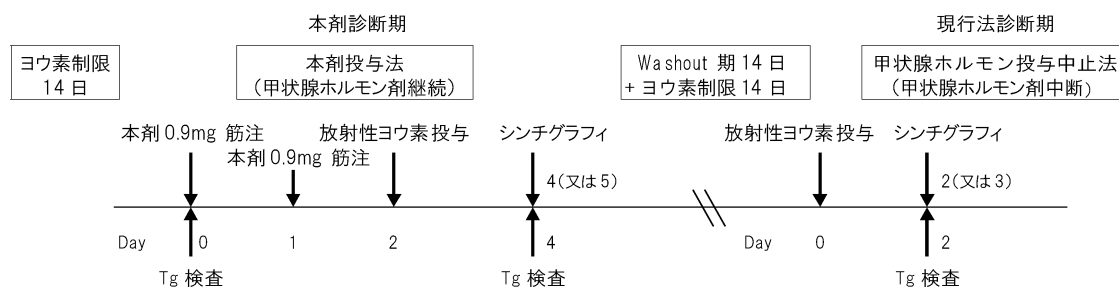 本剤診断期
現行法診断期
ヨウ素制限
14日
本剤投与法
(甲状腺ホルモン剤継続)
Washout 期 14 日
+ ヨウ素制限 14 日
甲状腺ホルモン投与中止法
(甲状腺ホルモン剤中断)
本剤 0.9mg 筋注
本剤 0.9mg 筋注
放射性ヨウ素投与
シンチグラフィ
放射性ヨウ素投与
シンチグラフィ
4(又は5)
2(又は3)
Day 0 1 2 4 Day 0 2
Tg 検査
Tg 検査
Tg 検査